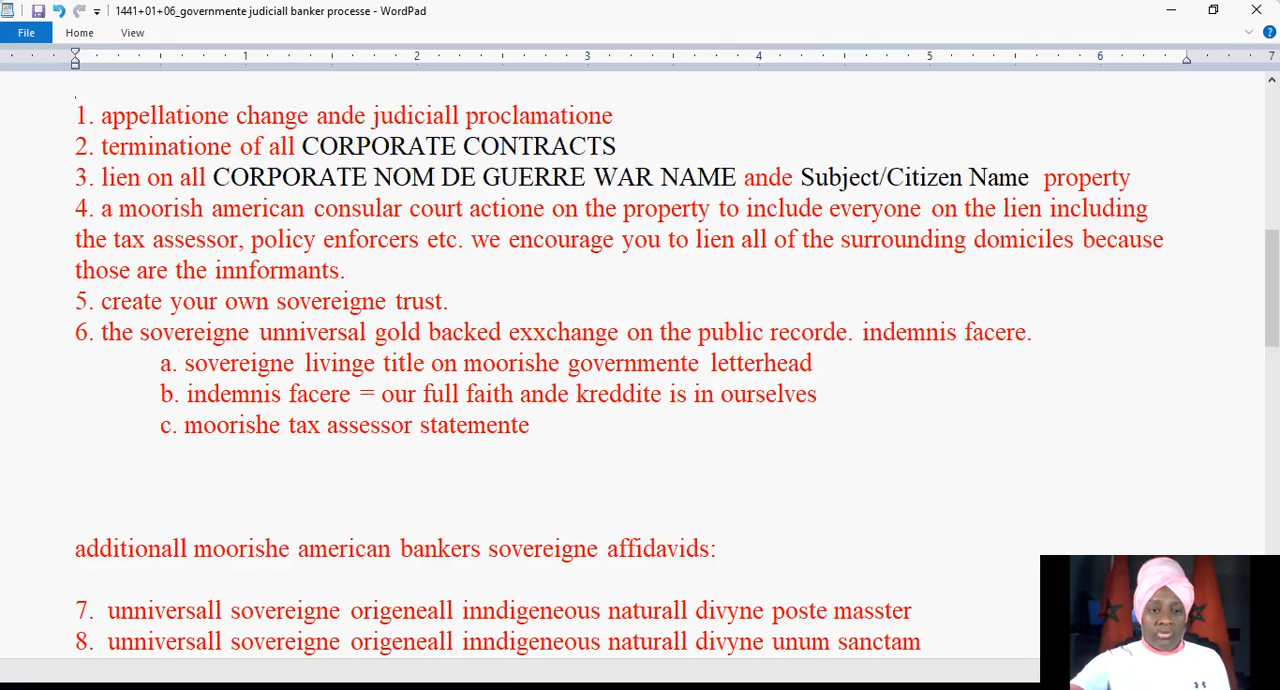 1441+01+06_governmente judiciall banker processe - WordPad
File Home View
1 2 3 4 5 6 7
1. appellatione change ande judiciall proclamatione
2. terminatione of all CORPORATE CONTRACTS
3. lien on all CORPORATE NOM DE GUERRE WAR NAME ande Subject/Citizen Name property
4. a moorish american consular court actione on the property to include everyone on the lien including
the tax assessor, policy enforcers etc. we encourage you to lien all of the surrounding domiciles because
those are the innformants.
5. create your own sovereigne trust.
6. the sovereigne unniversal gold backed exxchange on the public recorde. indemnis facere.
a. sovereigne livinge title on moorishe governmente letterhead
b. indemnis facere = our full faith ande kreddite is in ourselves
c. moorishe tax assessor statemente
additionall moorishe american bankers sovereigne affidavids:
7. unniversall sovereigne origeneall inndigeneous naturall divyne poste masster
8. unniversall sovereigne origeneall inndigeneous naturall divyne unum sanctam